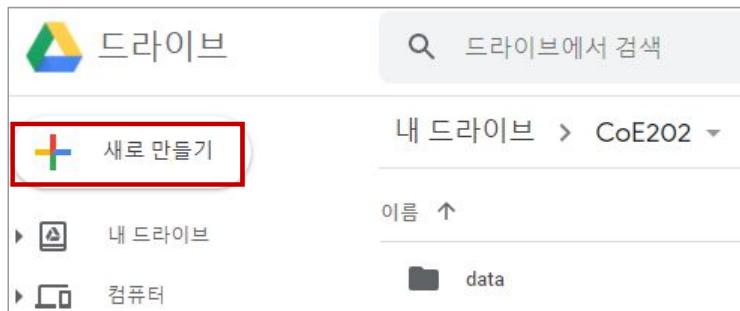 드라이브
드라이브에서 검색
새로 만들기
내 드라이브 > CoE202
이름
내 드라이브
data
컴퓨터